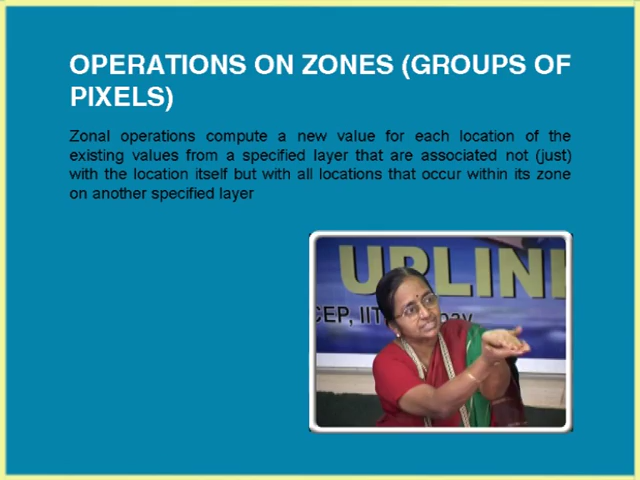 OPERATIONS ON ZONES (GROUPS OF
PIXELS)
Zonal operations compute a new value for each location of the
existing values from a specified layer that are associated not (just)
with the location itself but with all locations that occur within its zone
on another specified layer
UPLIN
CEP, IIT bay